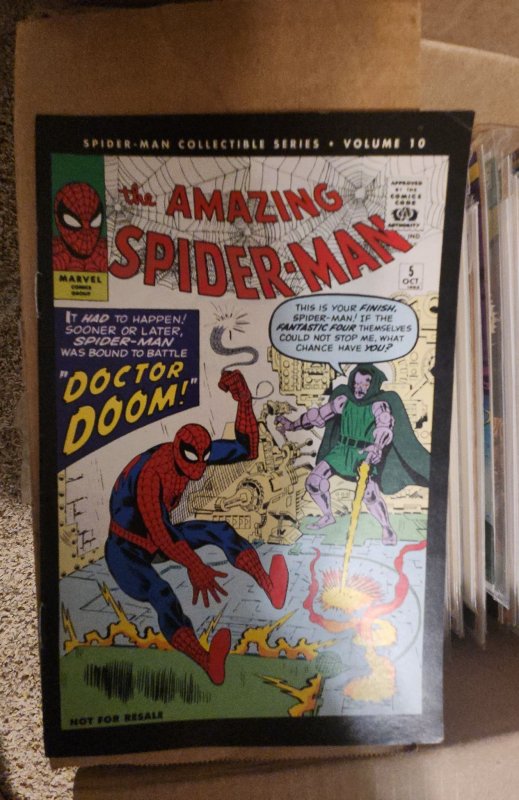 SPIDER-MAN COLLECTIBLE SERIES • VOLUME 10
the AMAZING
SPIDER-MAN
APPROVED
BY THE
COMICS
CODE
AUTHORITY
IND
5
OCT
MARVEL
COMICS
GROUP
IT HAD TO HAPPEN!
SOONER OR LATER,
SPIDER-MAN
WAS BOUND TO BATTLE
"DOCTOR
DOOM!"
THIS IS YOUR FINISH,
SPIDER-MAN! IF THE
FANTASTIC FOUR THEMSELVES
COULD NOT STOP ME, WHAT
CHANCE HAVE YOU?
NOT FOR RESALE